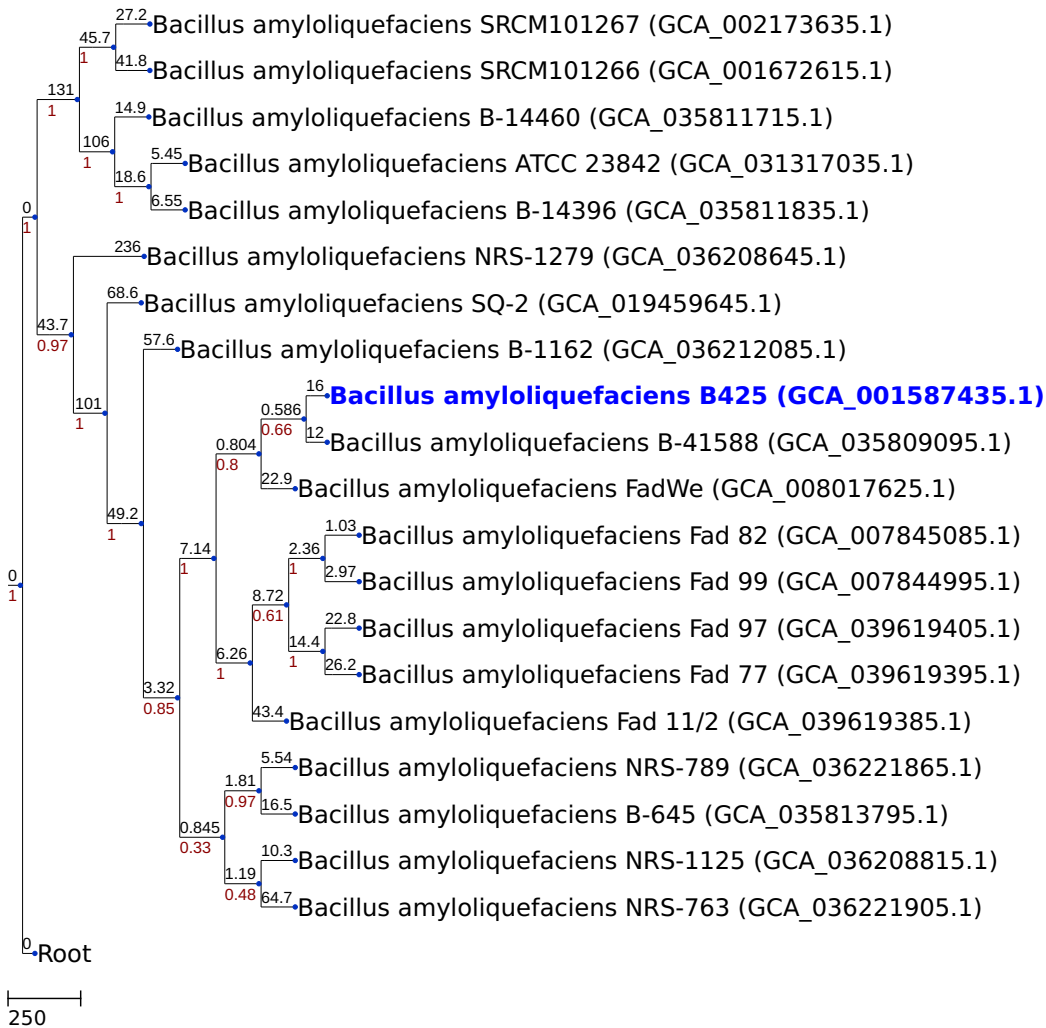 27.2
Bacillus amyloliquefaciens SRCM101267 (GCA_002173635.1)
45.7
1
41.8
Bacillus amyloliquefaciens SRCM101266 (GCA_001672615.1)
131
1
14.9
Bacillus amyloliquefaciens B-14460 (GCA_035811715.1)
106
1
5.45
Bacillus amyloliquefaciens ATCC 23842 (GCA_031317035.1)
18.6
1
6.55
Bacillus amyloliquefaciens B-14396 (GCA_035811835.1)
0
1
236
Bacillus amyloliquefaciens NRS-1279 (GCA_036208645.1)
68.6
Bacillus amyloliquefaciens SQ-2 (GCA_019459645.1)
43.7
0.97
57.6
Bacillus amyloliquefaciens B-1162 (GCA_036212085.1)
16
Bacillus amyloliquefaciens B425 (GCA_001587435.1)
101
1
0.586
0.66
12
Bacillus amyloliquefaciens B-41588 (GCA_035809095.1)
0.804
0.8
22.9
Bacillus amyloliquefaciens FadWe (GCA_008017625.1)
49.2
1
1.03
Bacillus amyloliquefaciens Fad 82 (GCA_007845085.1)
7.14
1
2.36
1
2.97
Bacillus amyloliquefaciens Fad 99 (GCA_007844995.1)
0
1
8.72
0.61
22.8
Bacillus amyloliquefaciens Fad 97 (GCA_039619405.1)
14.4
1
6.26
1
26.2
Bacillus amyloliquefaciens Fad 77 (GCA_039619395.1)
3.32
0.85
43.4
Bacillus amyloliquefaciens Fad 11/2 (GCA_039619385.1)
5.54
Bacillus amyloliquefaciens NRS-789 (GCA_036221865.1)
1.81
0.97
16.5
Bacillus amyloliquefaciens B-645 (GCA_035813795.1)
0.845
0.33
10.3
Bacillus amyloliquefaciens NRS-1125 (GCA_036208815.1)
1.19
0.48
64.7
Bacillus amyloliquefaciens NRS-763 (GCA_036221905.1)
0
Root
250